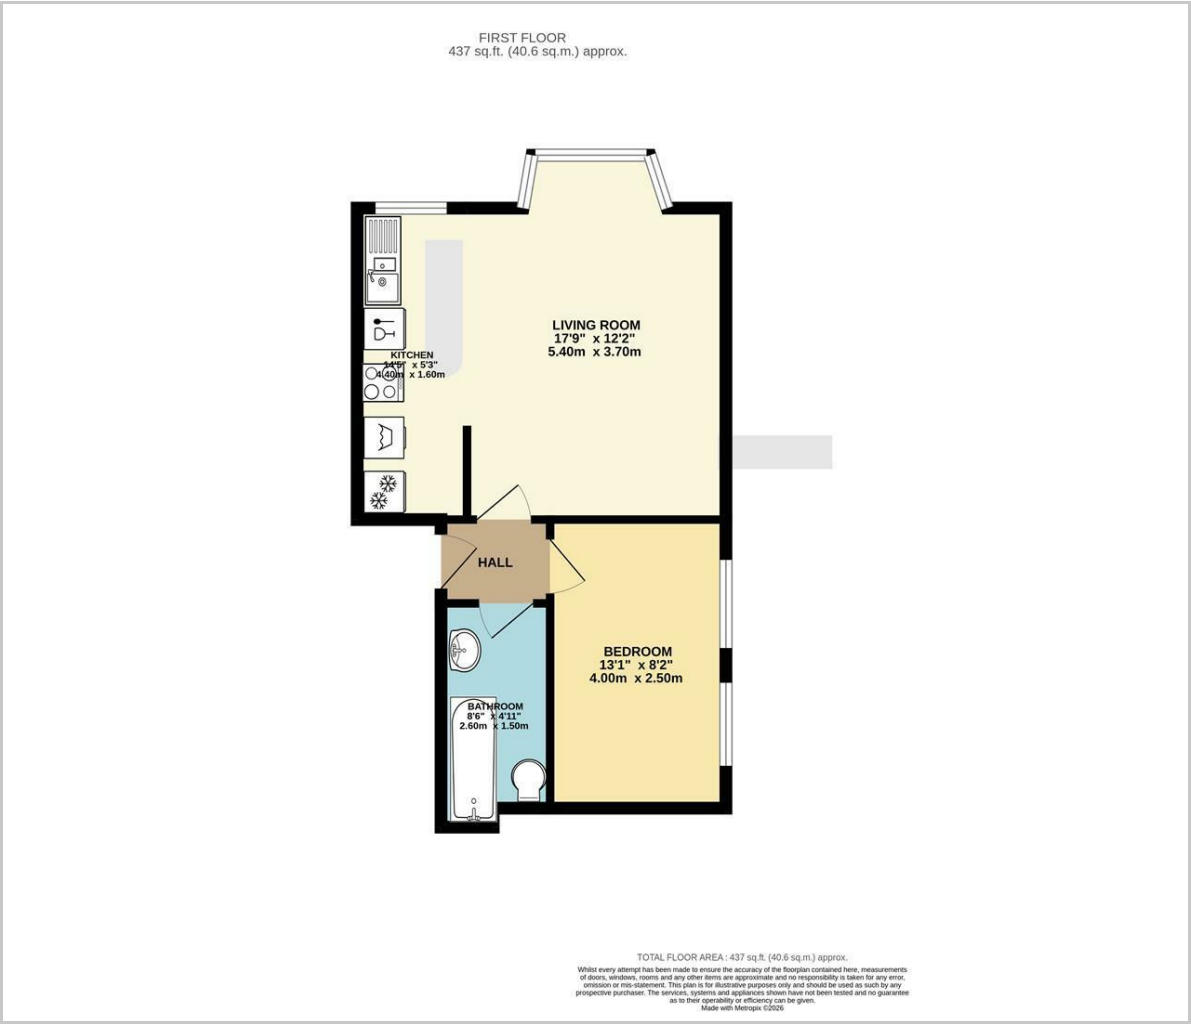 FIRST FLOOR
437 sq.ft. (40.6 sq.m.) approx.
LIVING ROOM
17'9" x 12'2"
5.40m x 3.70m
KITCHEN
14'5" x 5'3"
4.40m x 1.60m
HALL
BEDROOM
13'1" x 8'2"
4.00m x 2.50m
BATHROOM
8'6" x 4'11"
2.60m x 1.50m
TOTAL FLOOR AREA : 437 sq.ft. (40.6 sq.m.) approx.
Whilst every attempt has been made to ensure the accuracy of the floorplan contained here, measurements
of doors, windows, rooms and any other items are approximate and no responsibility is taken for any error,
omission or mis-statement. This plan is for illustrative purposes only and should be used as such by any
prospective purchaser. The services, systems and appliances shown have not been tested and no guarantee
as to their operability or efficiency can be given.
Made with Metropix ©2026